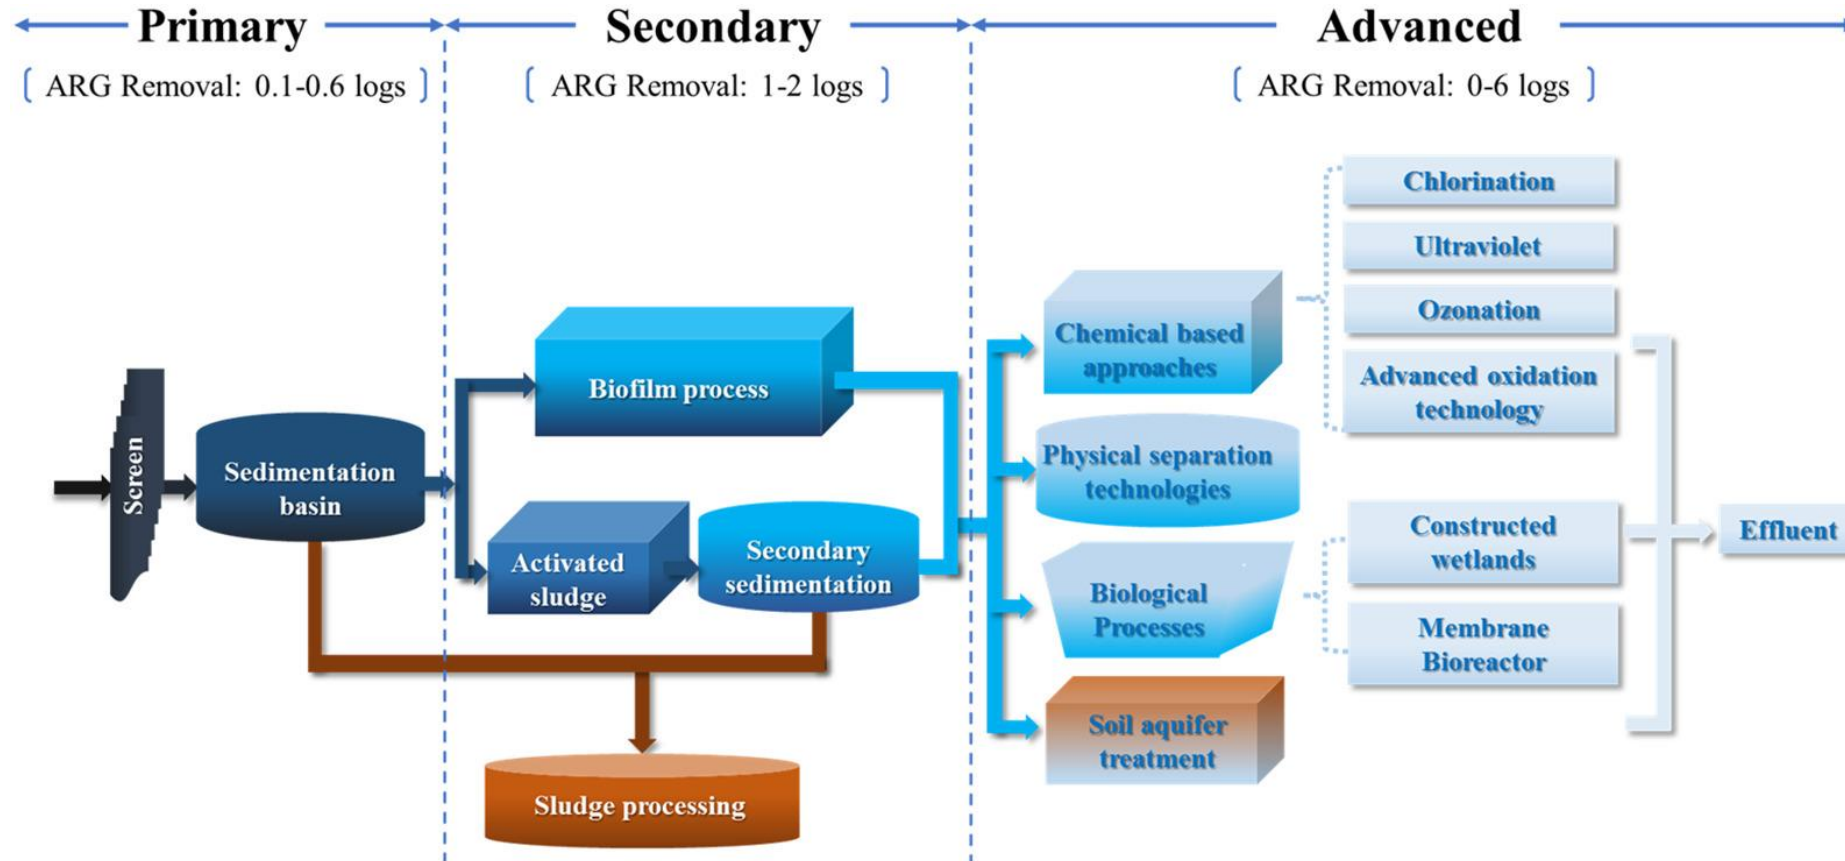 Primary
Secondary
Advanced
[ ARG Removal: 0.1-0.6 logs ]
[ ARG Removal: 1-2 logs ]
[ ARG Removal: 0-6 logs ]
Screen
Sedimentation
basin
Biofilm process
Activated
sludge
Secondary
sedimentation
Sludge processing
Chemical based
approaches
Physical separation
technologies
Biological
Processes
Soil aquifer
treatment
Chlorination
Ultraviolet
Ozonation
Advanced oxidation
technology
Constructed
wetlands
Membrane
Bioreactor
Effluent